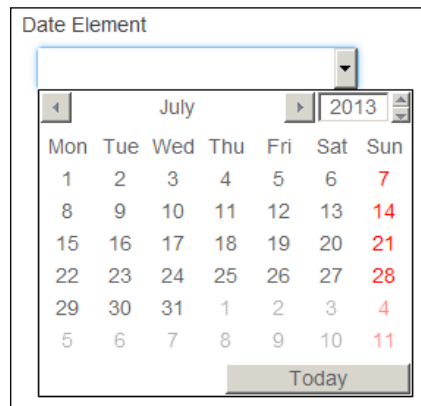 Date Element
July 2013
Mon Tue Wed Thu Fri Sat Sun
1 2 3 4 5 6 7
8 9 10 11 12 13 14
15 16 17 18 19 20 21
22 23 24 25 26 27 28
29 30 31 1 2 3 4
5 6 7 8 9 10 11
Today